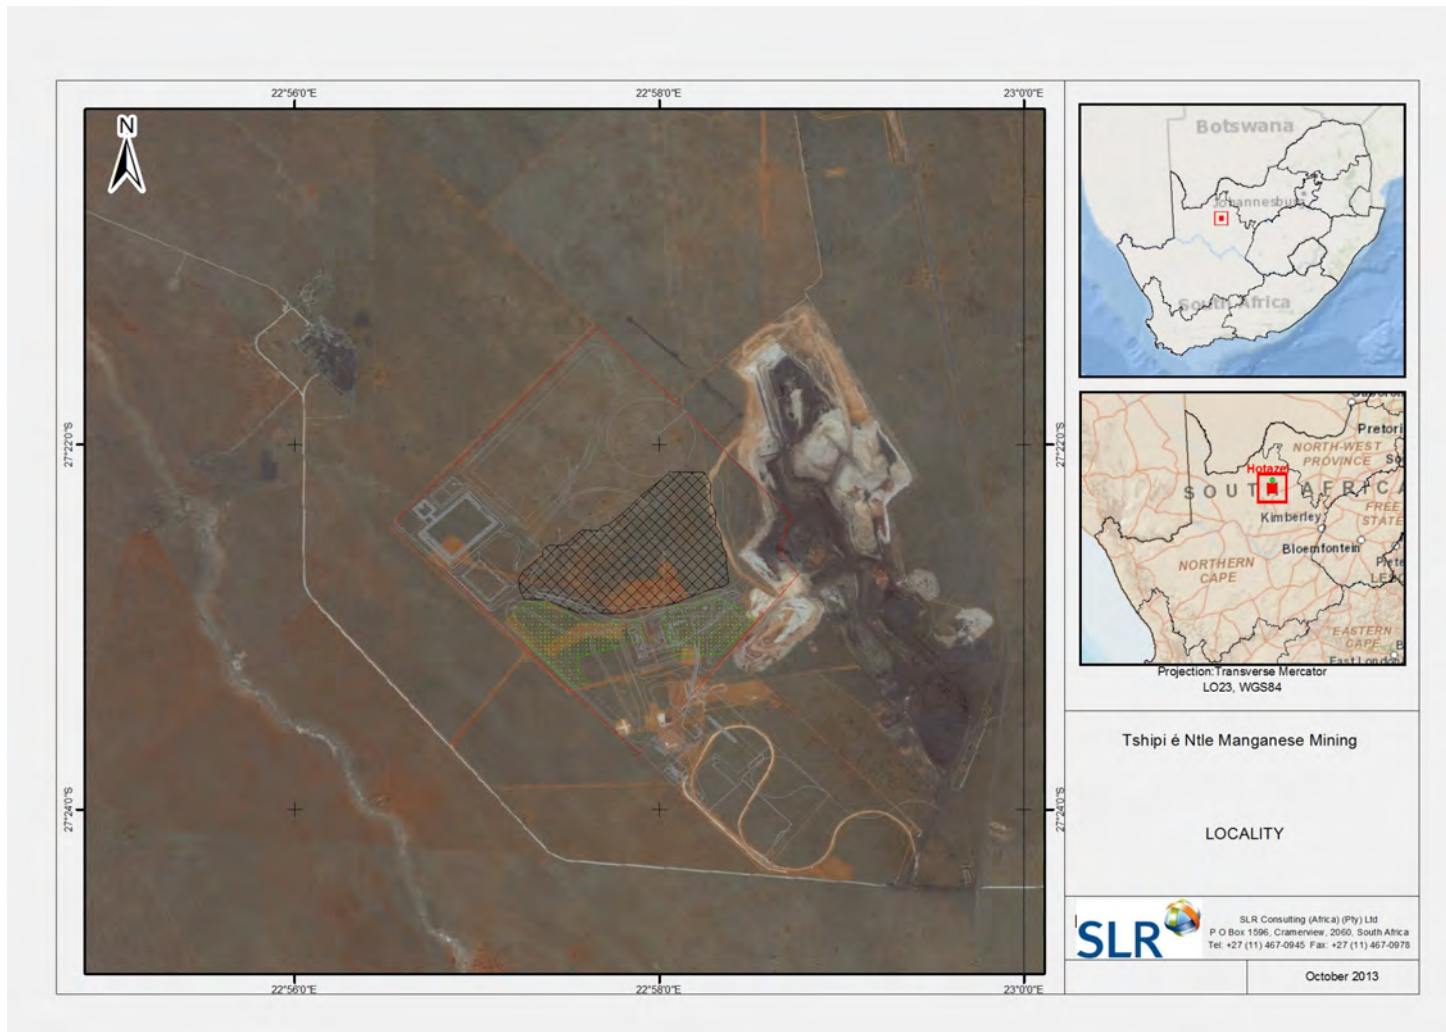 22°56'0"E
22°58'0"E
23°0'0"E
N
27°22'0"S
27°22'0"S
27°24'0"S
27°24'0"S
22°56'0"E
22°58'0"E
23°0'0"E
Botswana
Johannesburg
South Africa
Pretori
NORTH-WEST
PROVINCE
So
Hotazel
SOUTH AFRICA
FREE
STATE
Kimberley
Bloemfontein
Piete
NORTHERN
CAPE
LES
EASTERN
CAPE
B
East London
Projection:Transverse Mercator
LO23, WGS84
Tshipi é Ntle Manganese Mining
LOCALITY
SLR
SLR Consulting (Africa) (Pty) Ltd
P O Box 1596, Cramerview, 2060, South Africa
Tel: +27 (11) 467-0945 Fax: +27 (11) 467-0978
October 2013